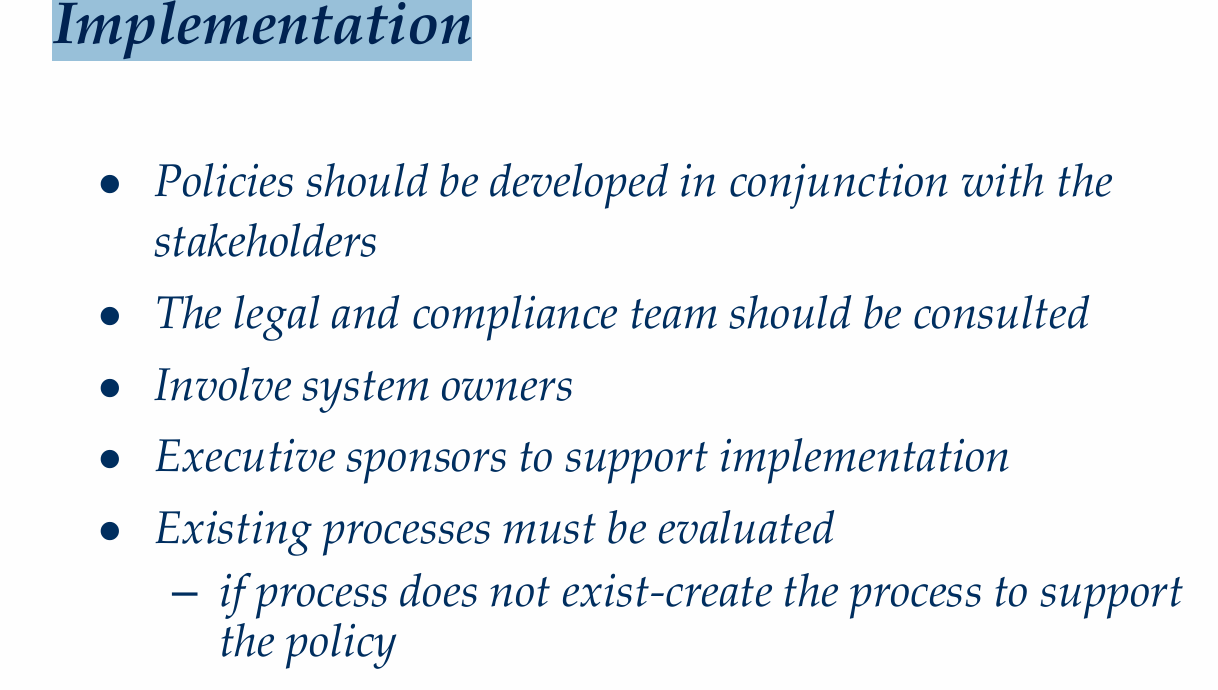 Implementation
● Policies should be developed in conjunction with the
stakeholders
● The legal and compliance team should be consulted
● Involve system owners
● Executive sponsors to support implementation
● Existing processes must be evaluated
– if process does not exist-create the process to support
the policy